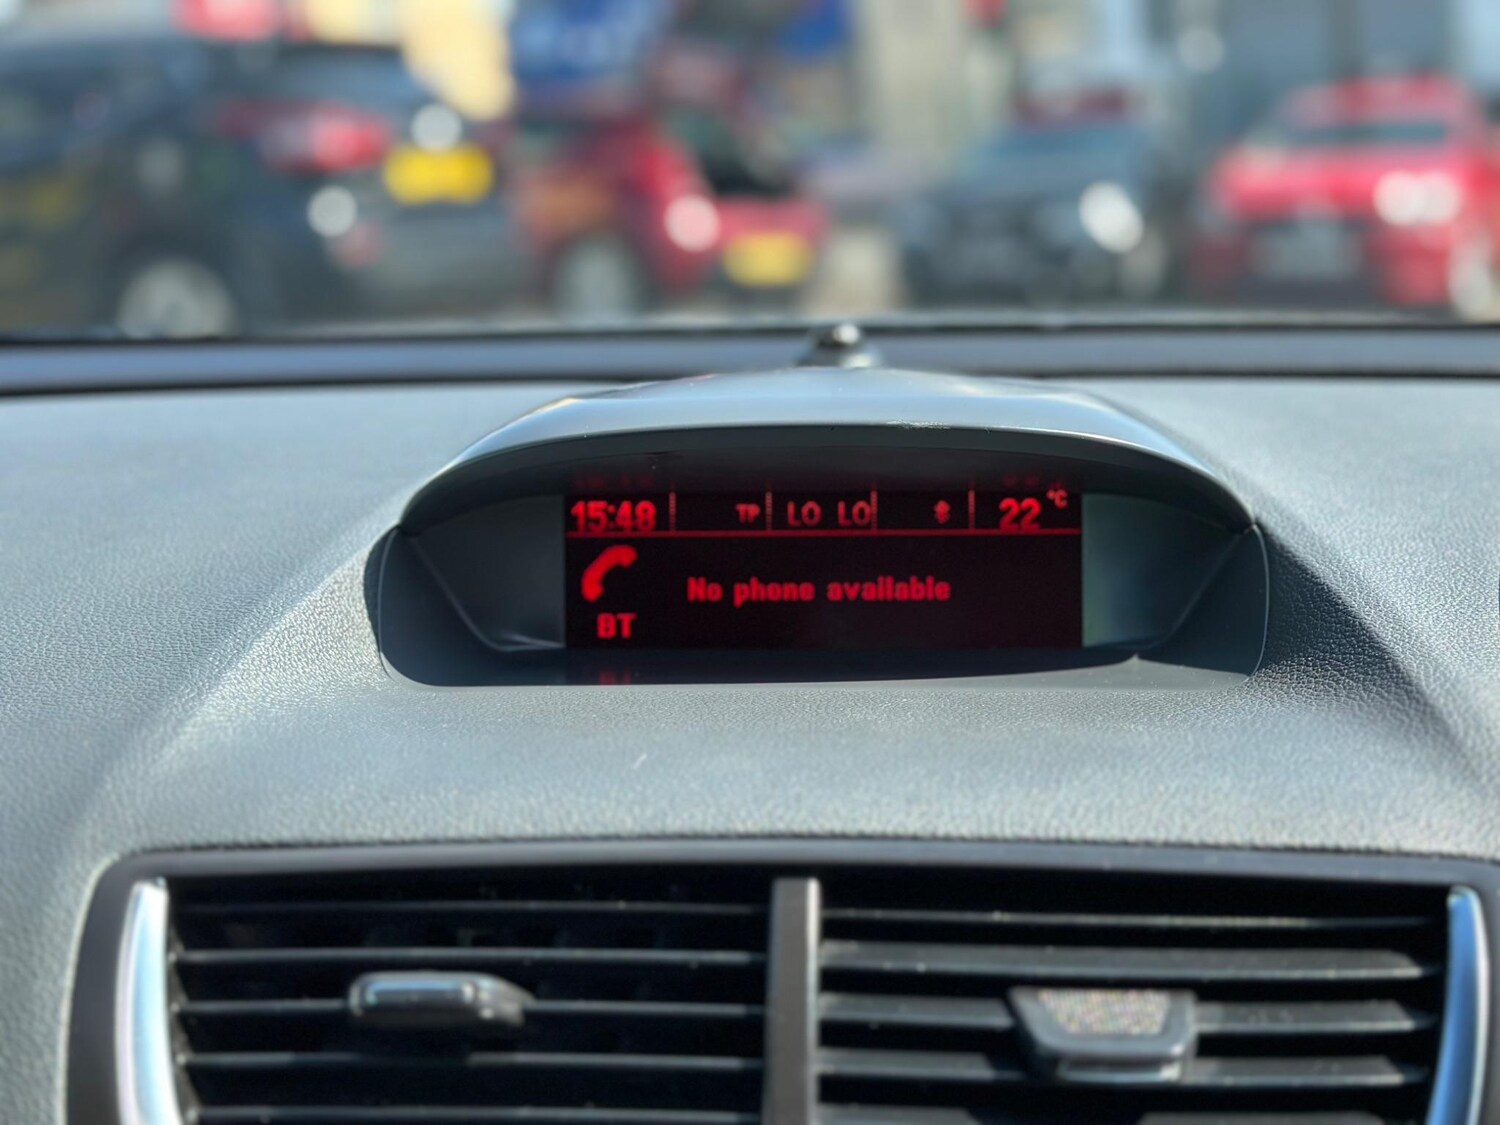 15:48 TP LO LO 22 °C
No phone available
BT